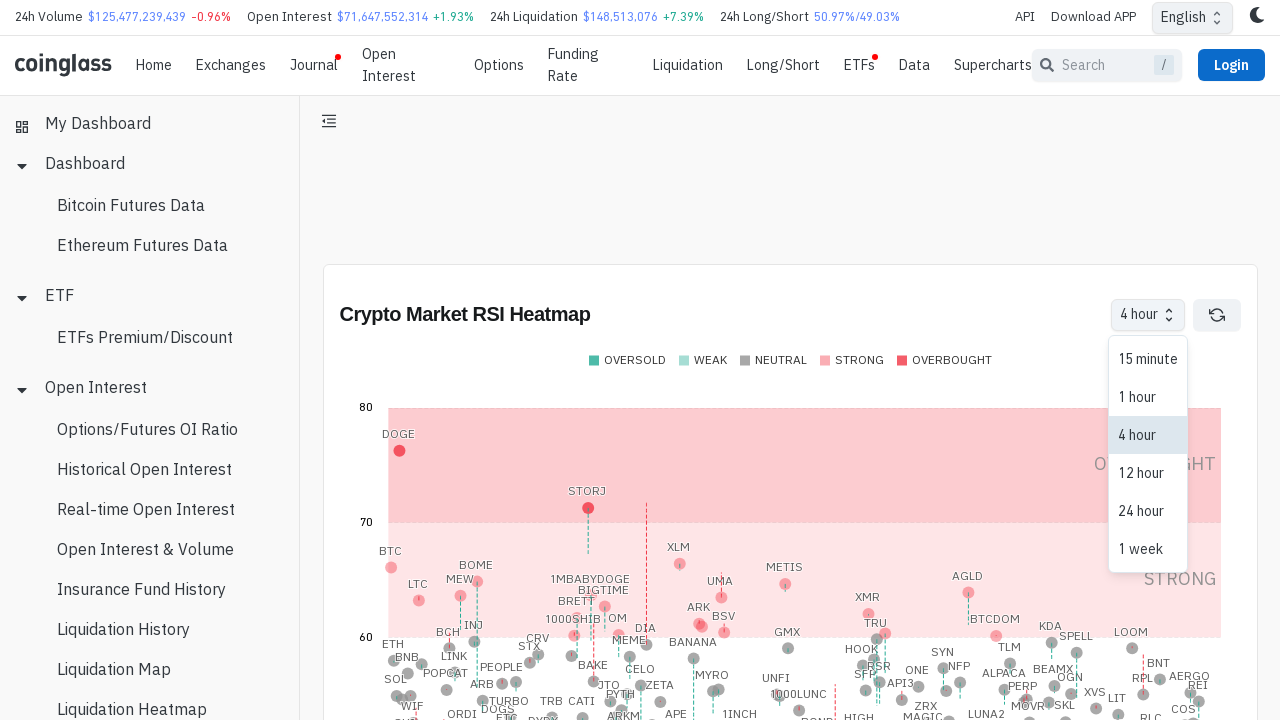 24h Volume $125,477,239,439 -0.96% Open Interest $71,647,552,314 +1.93% 24h Liquidation $148,513,076 +7.39% 24h Long/Short 50.97%/49.03% API Download APP English
coinglass Home Exchanges Journal Open Interest Options Funding Rate Liquidation Long/Short ETFs Data Supercharts Search / Login
My Dashboard
Dashboard
Bitcoin Futures Data
Ethereum Futures Data
ETF
ETFs Premium/Discount
Open Interest
Options/Futures OI Ratio
Historical Open Interest
Real-time Open Interest
Open Interest & Volume
Insurance Fund History
Liquidation History
Liquidation Map
Liquidation Heatmap
Crypto Market RSI Heatmap
4 hour
15 minute
1 hour
4 hour
12 hour
24 hour
1 week
OVERSOLD WEAK NEUTRAL STRONG OVERBOUGHT
80
DOGE
STORJ
70
BTC
XLM
STRONG
LTC MEW BOME 1MBABYDOGE UMA METIS AGLD
BIGTIME
BRETT ARK BSV XMR
1000SHIB OM TRU BTCDOM
60
ETH BCH INJ CRV MEME DIA BANANA GMX KDA SPELL LOOM
BNB LINK STX HOOK SYN TLM
SOL POPCAT PEOPLE BAKE CELO SFP RSR ONE NFP ALPACA BEAMX BNT
ARB JTO ZETA MYRO UNFI API3 PERP OGN RPL AERGO
WIF TURBO TRB CATI PYTH 1000LUNC ZRX MOVR SKL XVS LIT REI
ORDI DOGS APE 1INCH HIGH MAGIC LUNA2 RLC COS